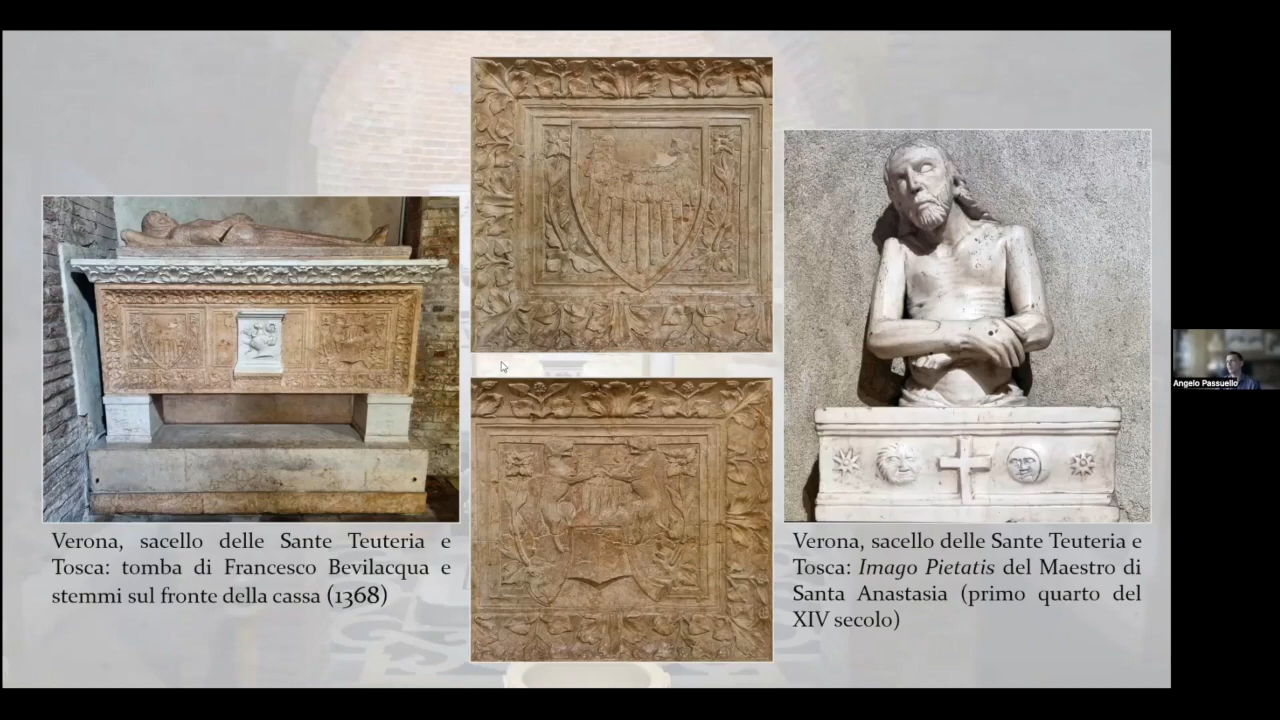 Verona, sacello delle Sante Teuteria e
Tosca: tomba di Francesco Bevilacqua e
stemmi sul fronte della cassa (1368)
Verona, sacello delle Sante Teuteria e
Tosca: Imago Pietatis del Maestro di
Santa Anastasia (primo quarto del
XIV secolo)
Angelo Passuello